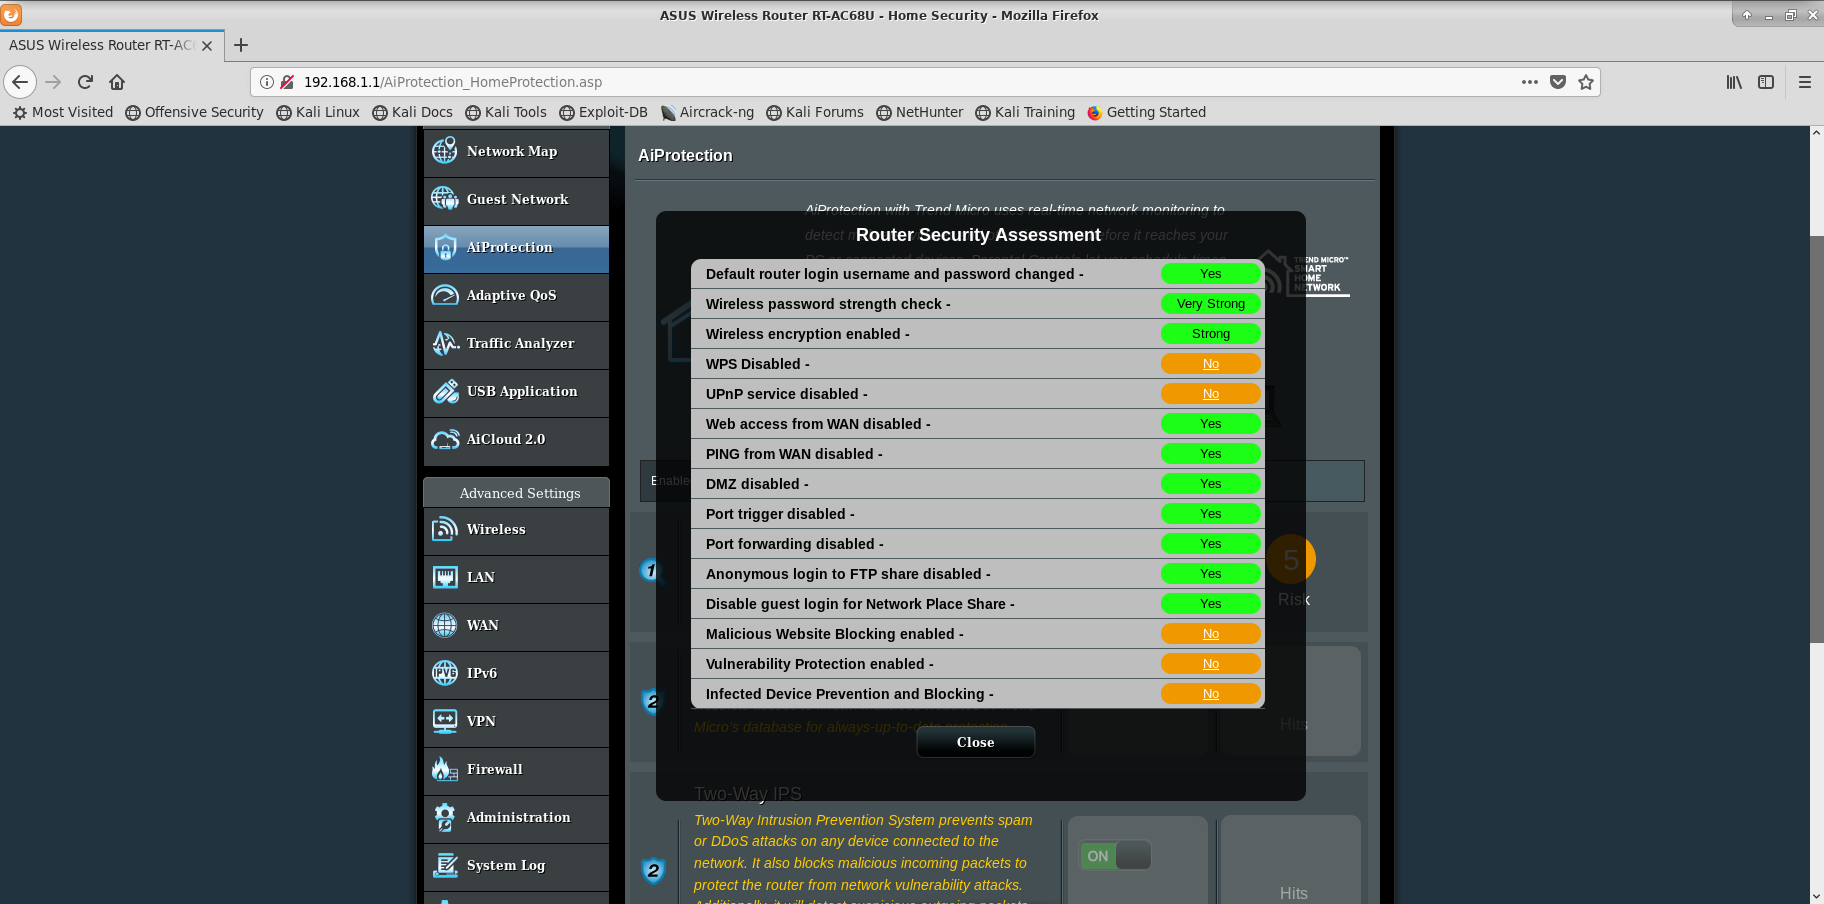 ASUS Wireless Router RT-AC68U - Home Security - Mozilla Firefox
ASUS Wireless Router RT-AC
192.168.1.1/AiProtection_HomeProtection.asp
Most Visited Offensive Security Kali Linux Kali Docs Kali Tools Exploit-DB Aircrack-ng Kali Forums NetHunter Kali Training Getting Started
Network Map
Guest Network
AiProtection
Adaptive QoS
Traffic Analyzer
USB Application
AiCloud 2.0
Advanced Settings
Wireless
LAN
WAN
IPv6
VPN
Firewall
Administration
System Log
AiProtection
AiProtection with Trend Micro uses real-time network monitoring to
detect before it reaches your
TREND MICRO™
SMART
HOME
NETWORK
Router Security Assessment
Default router login username and password changed - Yes
Wireless password strength check - Very Strong
Wireless encryption enabled - Strong
WPS Disabled - No
UPnP service disabled - No
Web access from WAN disabled - Yes
PING from WAN disabled - Yes
DMZ disabled - Yes
Port trigger disabled - Yes
Port forwarding disabled - Yes
Anonymous login to FTP share disabled - Yes
Disable guest login for Network Place Share - Yes
Malicious Website Blocking enabled - No
Vulnerability Protection enabled - No
Infected Device Prevention and Blocking - No
Close
1
5
Risk
2
Micro's database for always-up-to-date protection.
Hits
Two-Way IPS
2
Two-Way Intrusion Prevention System prevents spam
or DDoS attacks on any device connected to the
network. It also blocks malicious incoming packets to
protect the router from network vulnerability attacks.
Additionally, it will detect suspicious outgoing packets
ON
Hits